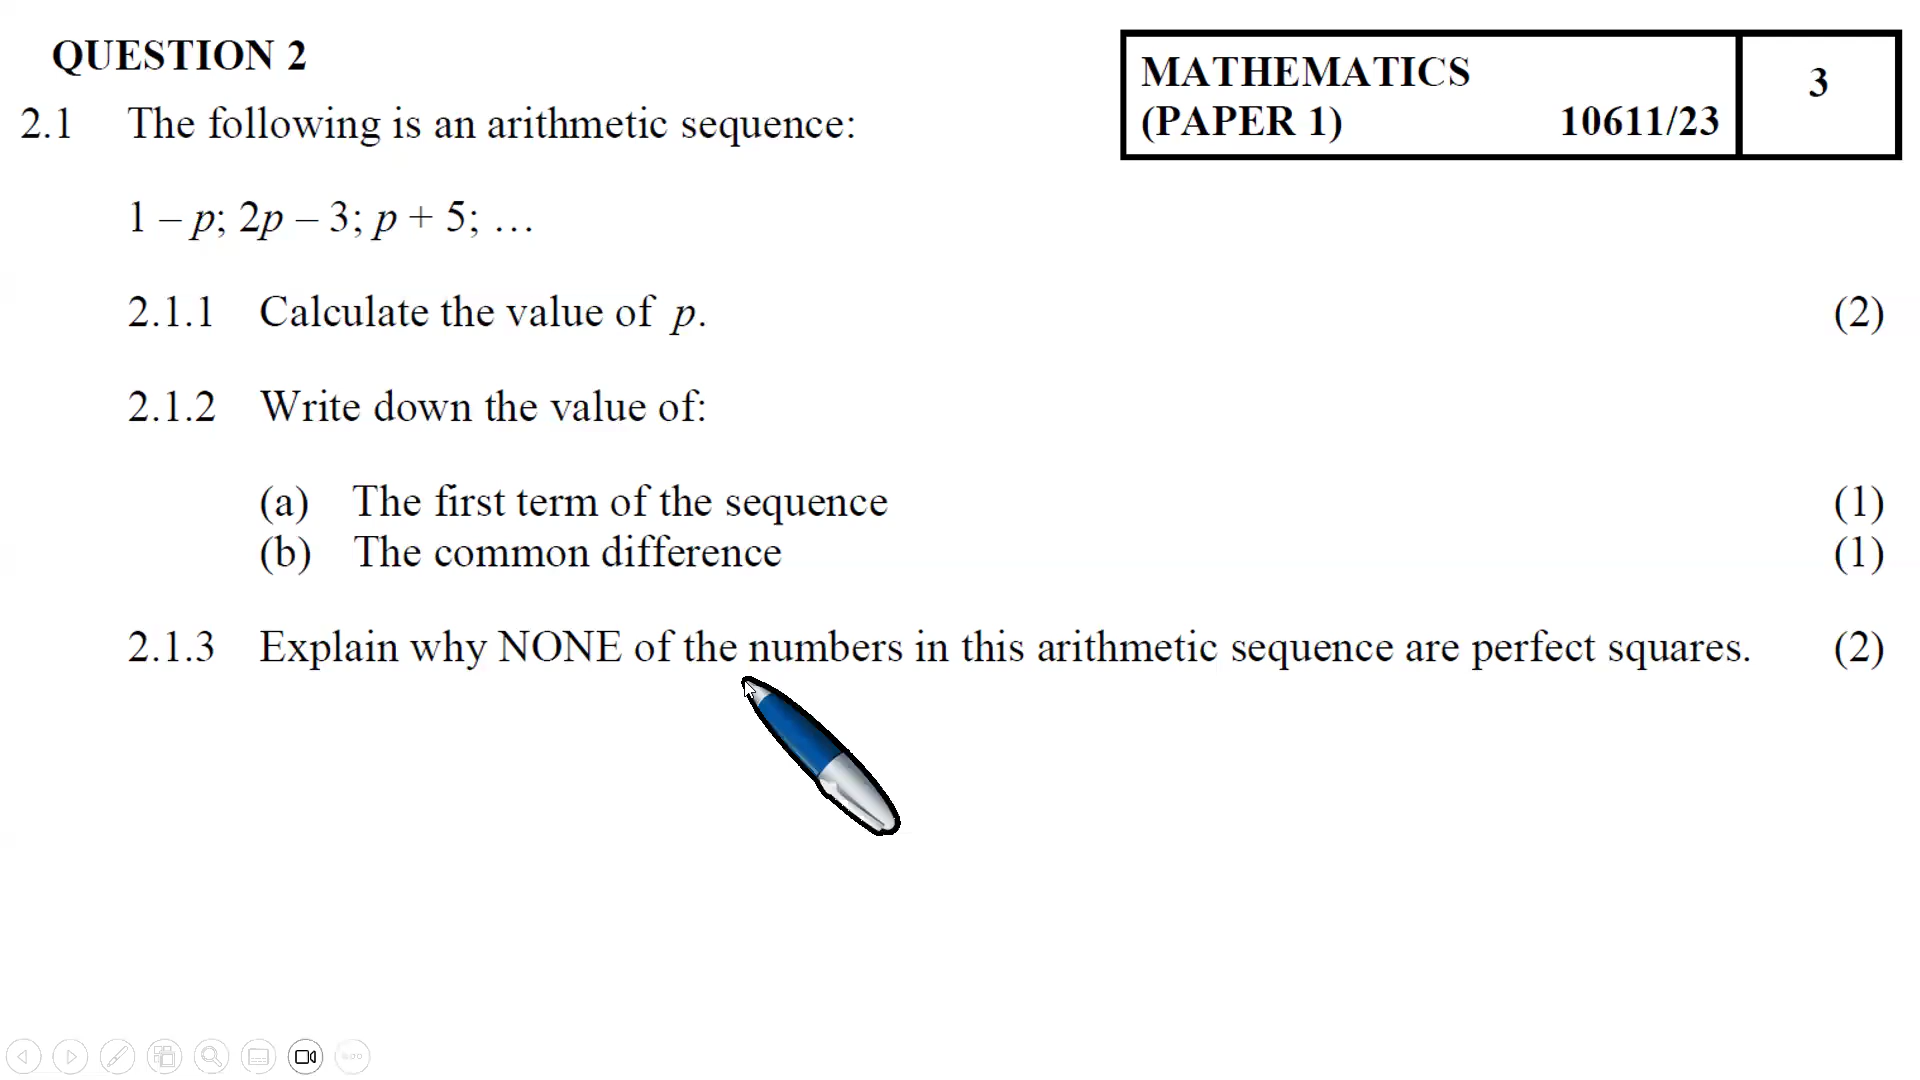 QUESTION 2
MATHEMATICS
(PAPER 1) 10611/23
3
2.1 The following is an arithmetic sequence:
1 – p; 2p – 3; p + 5; …
2.1.1 Calculate the value of p. (2)
2.1.2 Write down the value of:
(a) The first term of the sequence (1)
(b) The common difference (1)
2.1.3 Explain why NONE of the numbers in this arithmetic sequence are perfect squares. (2)